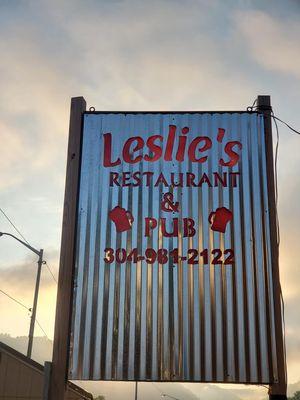 Leslie's
RESTAURANT
&
PUB
304-981-2122